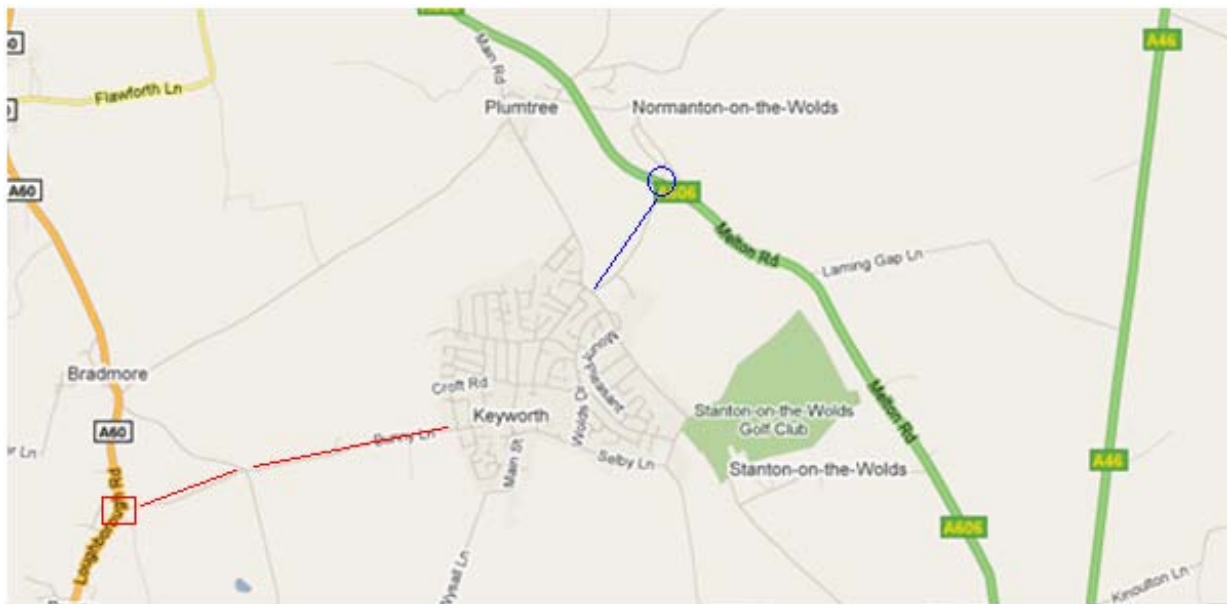 A46
Main Rd
Flawforth Ln
Plumtree
Normanton-on-the-Wolds
A60
A606
Melton Rd
Laming Gap Ln
Mount Pleasant
Bradmore
Croft Rd
Wolds Dr
Melton Rd
Keyworth
Stanton-on-the-Wolds
Golf Club
A60
Bunny Ln
Main St
Selby Ln
Stanton-on-the-Wolds
A46
Loughborough Rd
A606
Wysall Ln
Kinoulton Ln